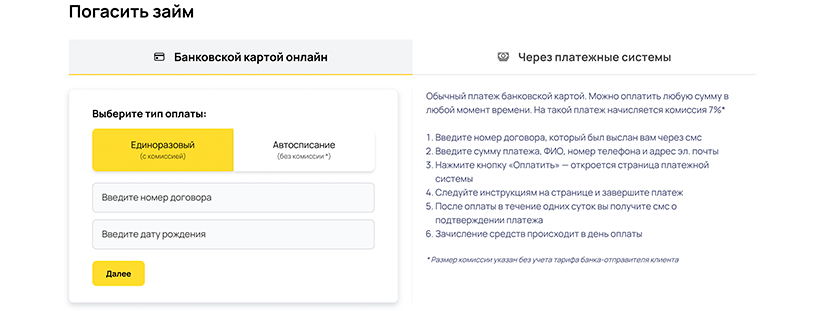 Погасить займ
Банковской картой онлайн
Через платежные системы
Выберите тип оплаты:
Единоразовый
(с комиссией)
Автосписание
(без комиссии *)
Введите номер договора
Введите дату рождения
Далее
Обычный платеж банковской картой. Можно оплатить любую сумму в
любой момент времени. На такой платеж начисляется комиссия 7%*
1. Введите номер договора, который был выслан вам через смс
2. Введите сумму платежа, ФИО, номер телефона и адрес эл. почты
3. Нажмите кнопку «Оплатить» — откроется страница платежной
системы
4. Следуйте инструкциям на странице и завершите платеж
5. После оплаты в течение одних суток вы получите смс о
подтверждении платежа
6. Зачисление средств происходит в день оплаты
* Размер комиссии указан без учета тарифа банка-отправителя клиента